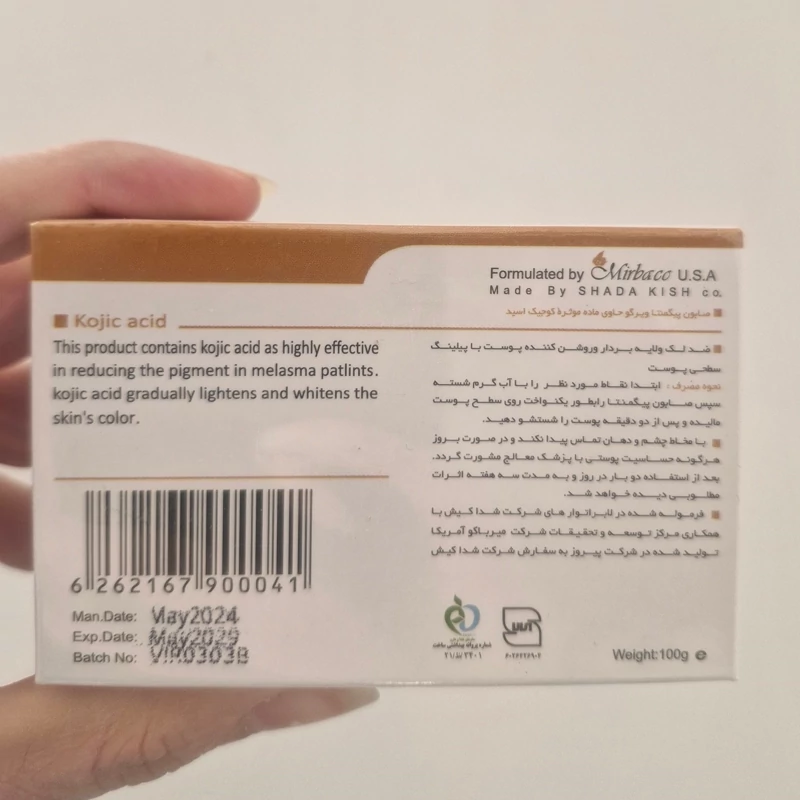 Formulated by Mirbaco U.S.A
Made By SHADA KISH co.
Kojic acid
This product contains kojic acid as highly effective
in reducing the pigment in melasma patlints.
kojic acid gradually lightens and whitens the
skin's color.
صابون پیگمنتا ویرگو حاوی ماده موثرهٔ کوجیک اسید
ضد لک ولایه بردار وروشن کننده پوست با پیلینگ
سطحی پوست
نحوه مصرف: ابتدا نقاط مورد نظر را با آب گرم شسته
سپس صابون پیگمنتا رابطور یکنواخت روی سطح پوست
مالیده و پس از دو دقیقه پوست را شستشو دهید.
با مخاط چشم و دهان تماس پیدا نکند و در صورت بروز
هرگونه حساسیت پوستی با پزشک معالج مشورت گردد.
بعد از استفاده دو بار در روز و به مدت سه هفته اثرات
مطلوبی دیده خواهد شد.
فرموله شده در لابراتوار های شرکت شدا کیش با
همکاری مرکز توسعه و تحقیقات شرکت میرباکو آمریکا
تولید شده در شرکت پیروز به سفارش شرکت شدا کیش
6 262167 900041
Man.Date: May2024
Exp.Date: May2029
Batch No: VIR0303B
شماره پروانه بهداشتی ساخت
Weight:100g e